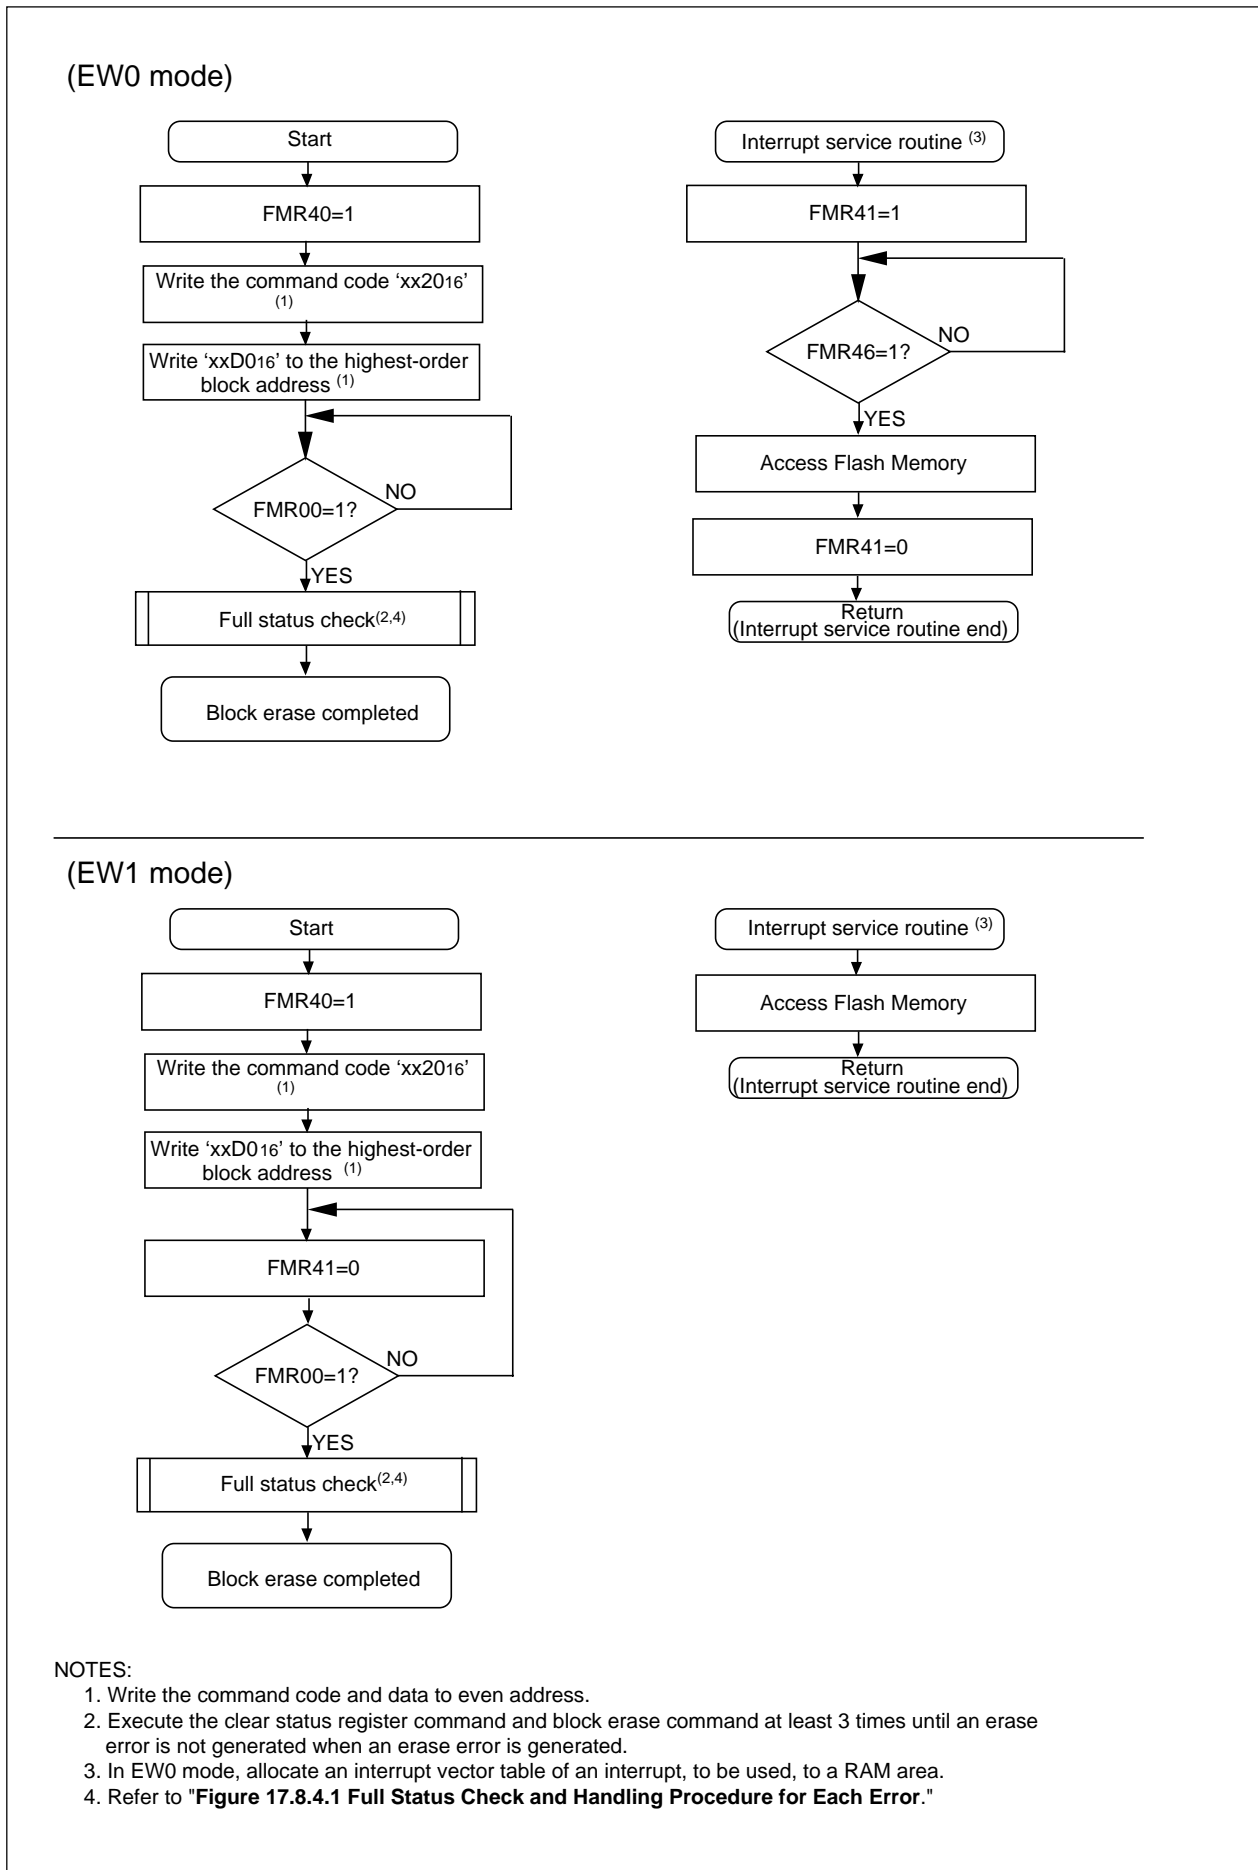 (EW0 mode)
Start
FMR40=1
Write the command code ‘xx2016’
(1)
Write ‘xxD016’ to the highest-order
block address (1)
FMR00=1?
NO
YES
Full status check(2,4)
Block erase completed
Interrupt service routine (3)
FMR41=1
FMR46=1?
NO
YES
Access Flash Memory
FMR41=0
Return
(Interrupt service routine end)
(EW1 mode)
Start
FMR40=1
Write the command code ‘xx2016’
(1)
Write ‘xxD016’ to the highest-order
block address (1)
FMR41=0
FMR00=1?
NO
YES
Full status check(2,4)
Block erase completed
Interrupt service routine (3)
Access Flash Memory
Return
(Interrupt service routine end)
NOTES:
1. Write the command code and data to even address.
2. Execute the clear status register command and block erase command at least 3 times until an erase
error is not generated when an erase error is generated.
3. In EW0 mode, allocate an interrupt vector table of an interrupt, to be used, to a RAM area.
4. Refer to "Figure 17.8.4.1 Full Status Check and Handling Procedure for Each Error."